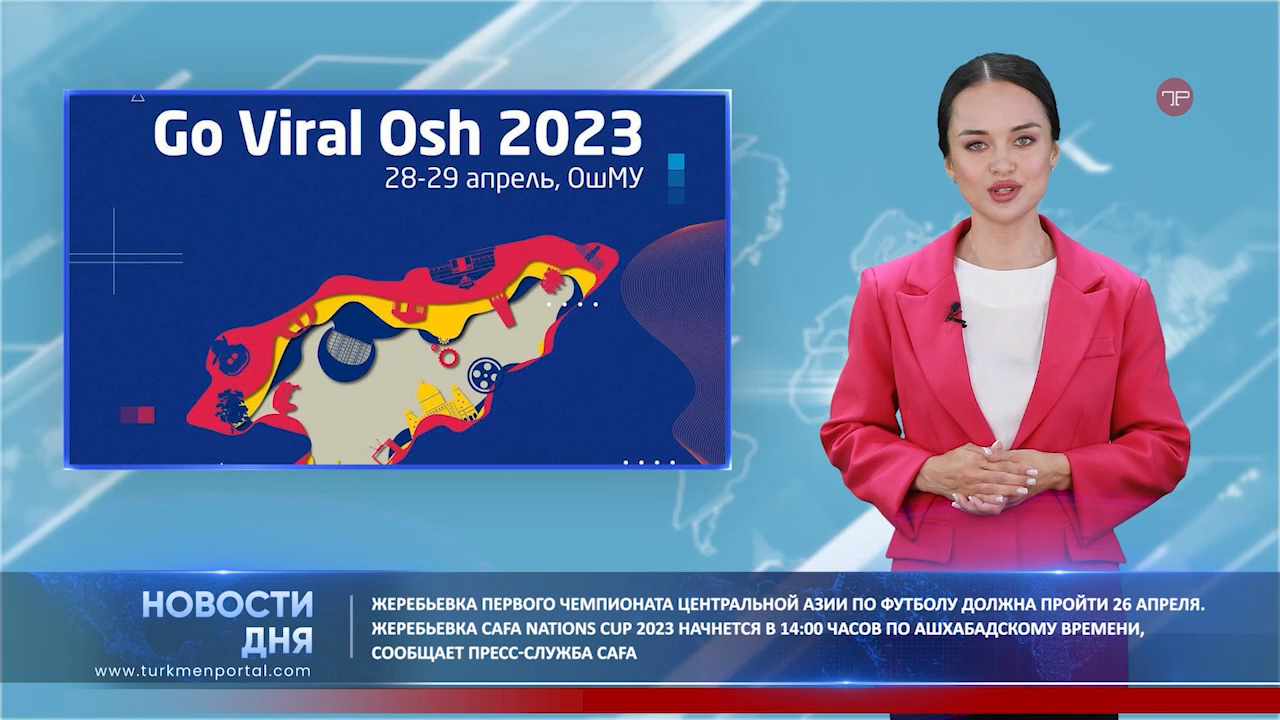 Go Viral Osh 2023
28-29 апрель, ОшМУ
TP
НОВОСТИ
ДНЯ
www.turkmenportal.com
ЖЕРЕБЬЕВКА ПЕРВОГО ЧЕМПИОНАТА ЦЕНТРАЛЬНОЙ АЗИИ ПО ФУТБОЛУ ДОЛЖНА ПРОЙТИ 26 АПРЕЛЯ.
ЖЕРЕБЬЕВКА CAFA NATIONS CUP 2023 НАЧНЕТСЯ В 14:00 ЧАСОВ ПО АШХАБАДСКОМУ ВРЕМЕНИ,
СООБЩАЕТ ПРЕСС-СЛУЖБА CAFA